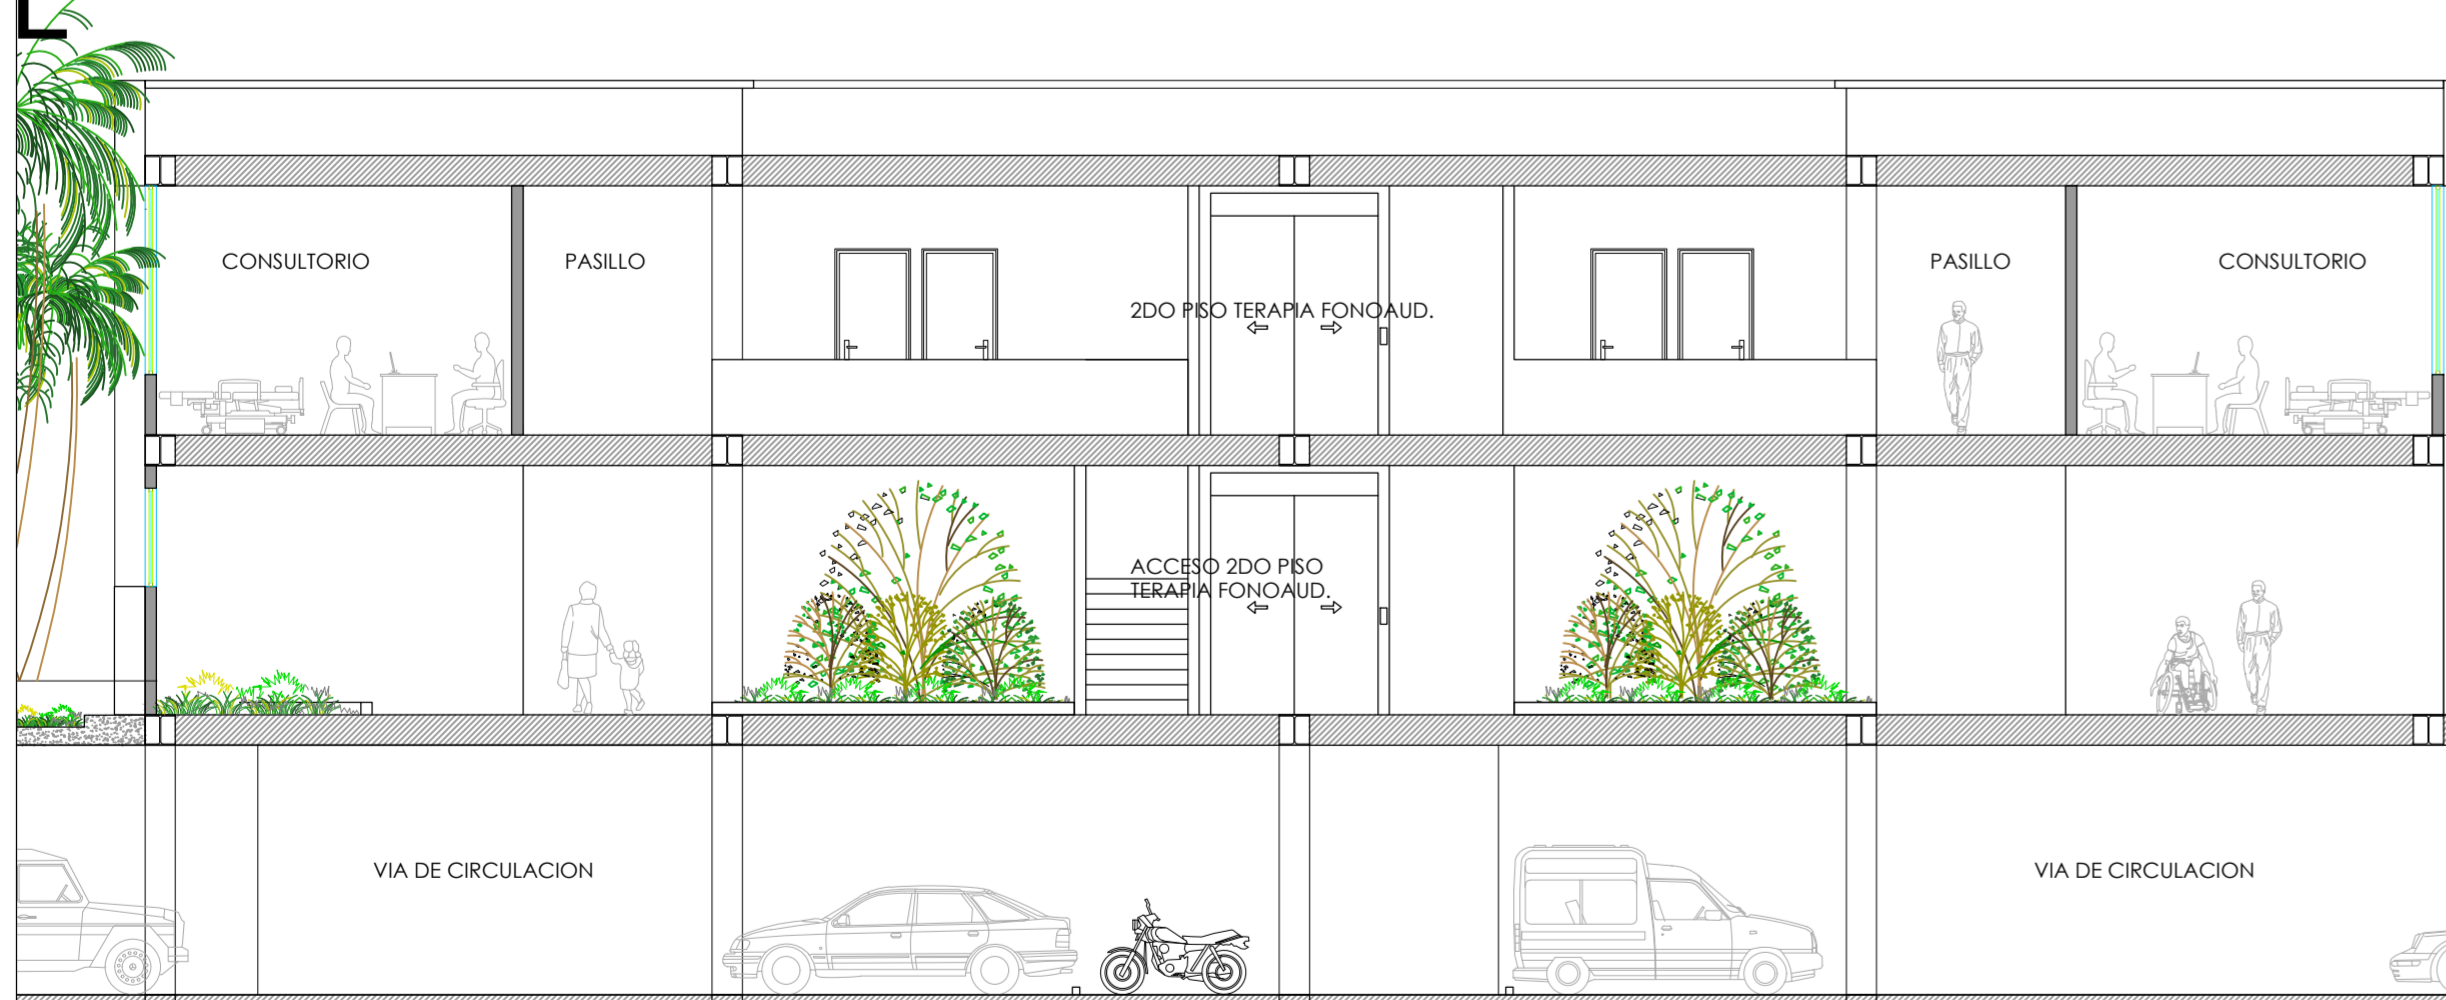 CONSULTORIO
PASILLO
PASILLO
CONSULTORIO
2DO PISO TERAPIA FONOAUD.
ACCESO 2DO PISO
TERAPIA FONOAUD.
VIA DE CIRCULACION
VIA DE CIRCULACION